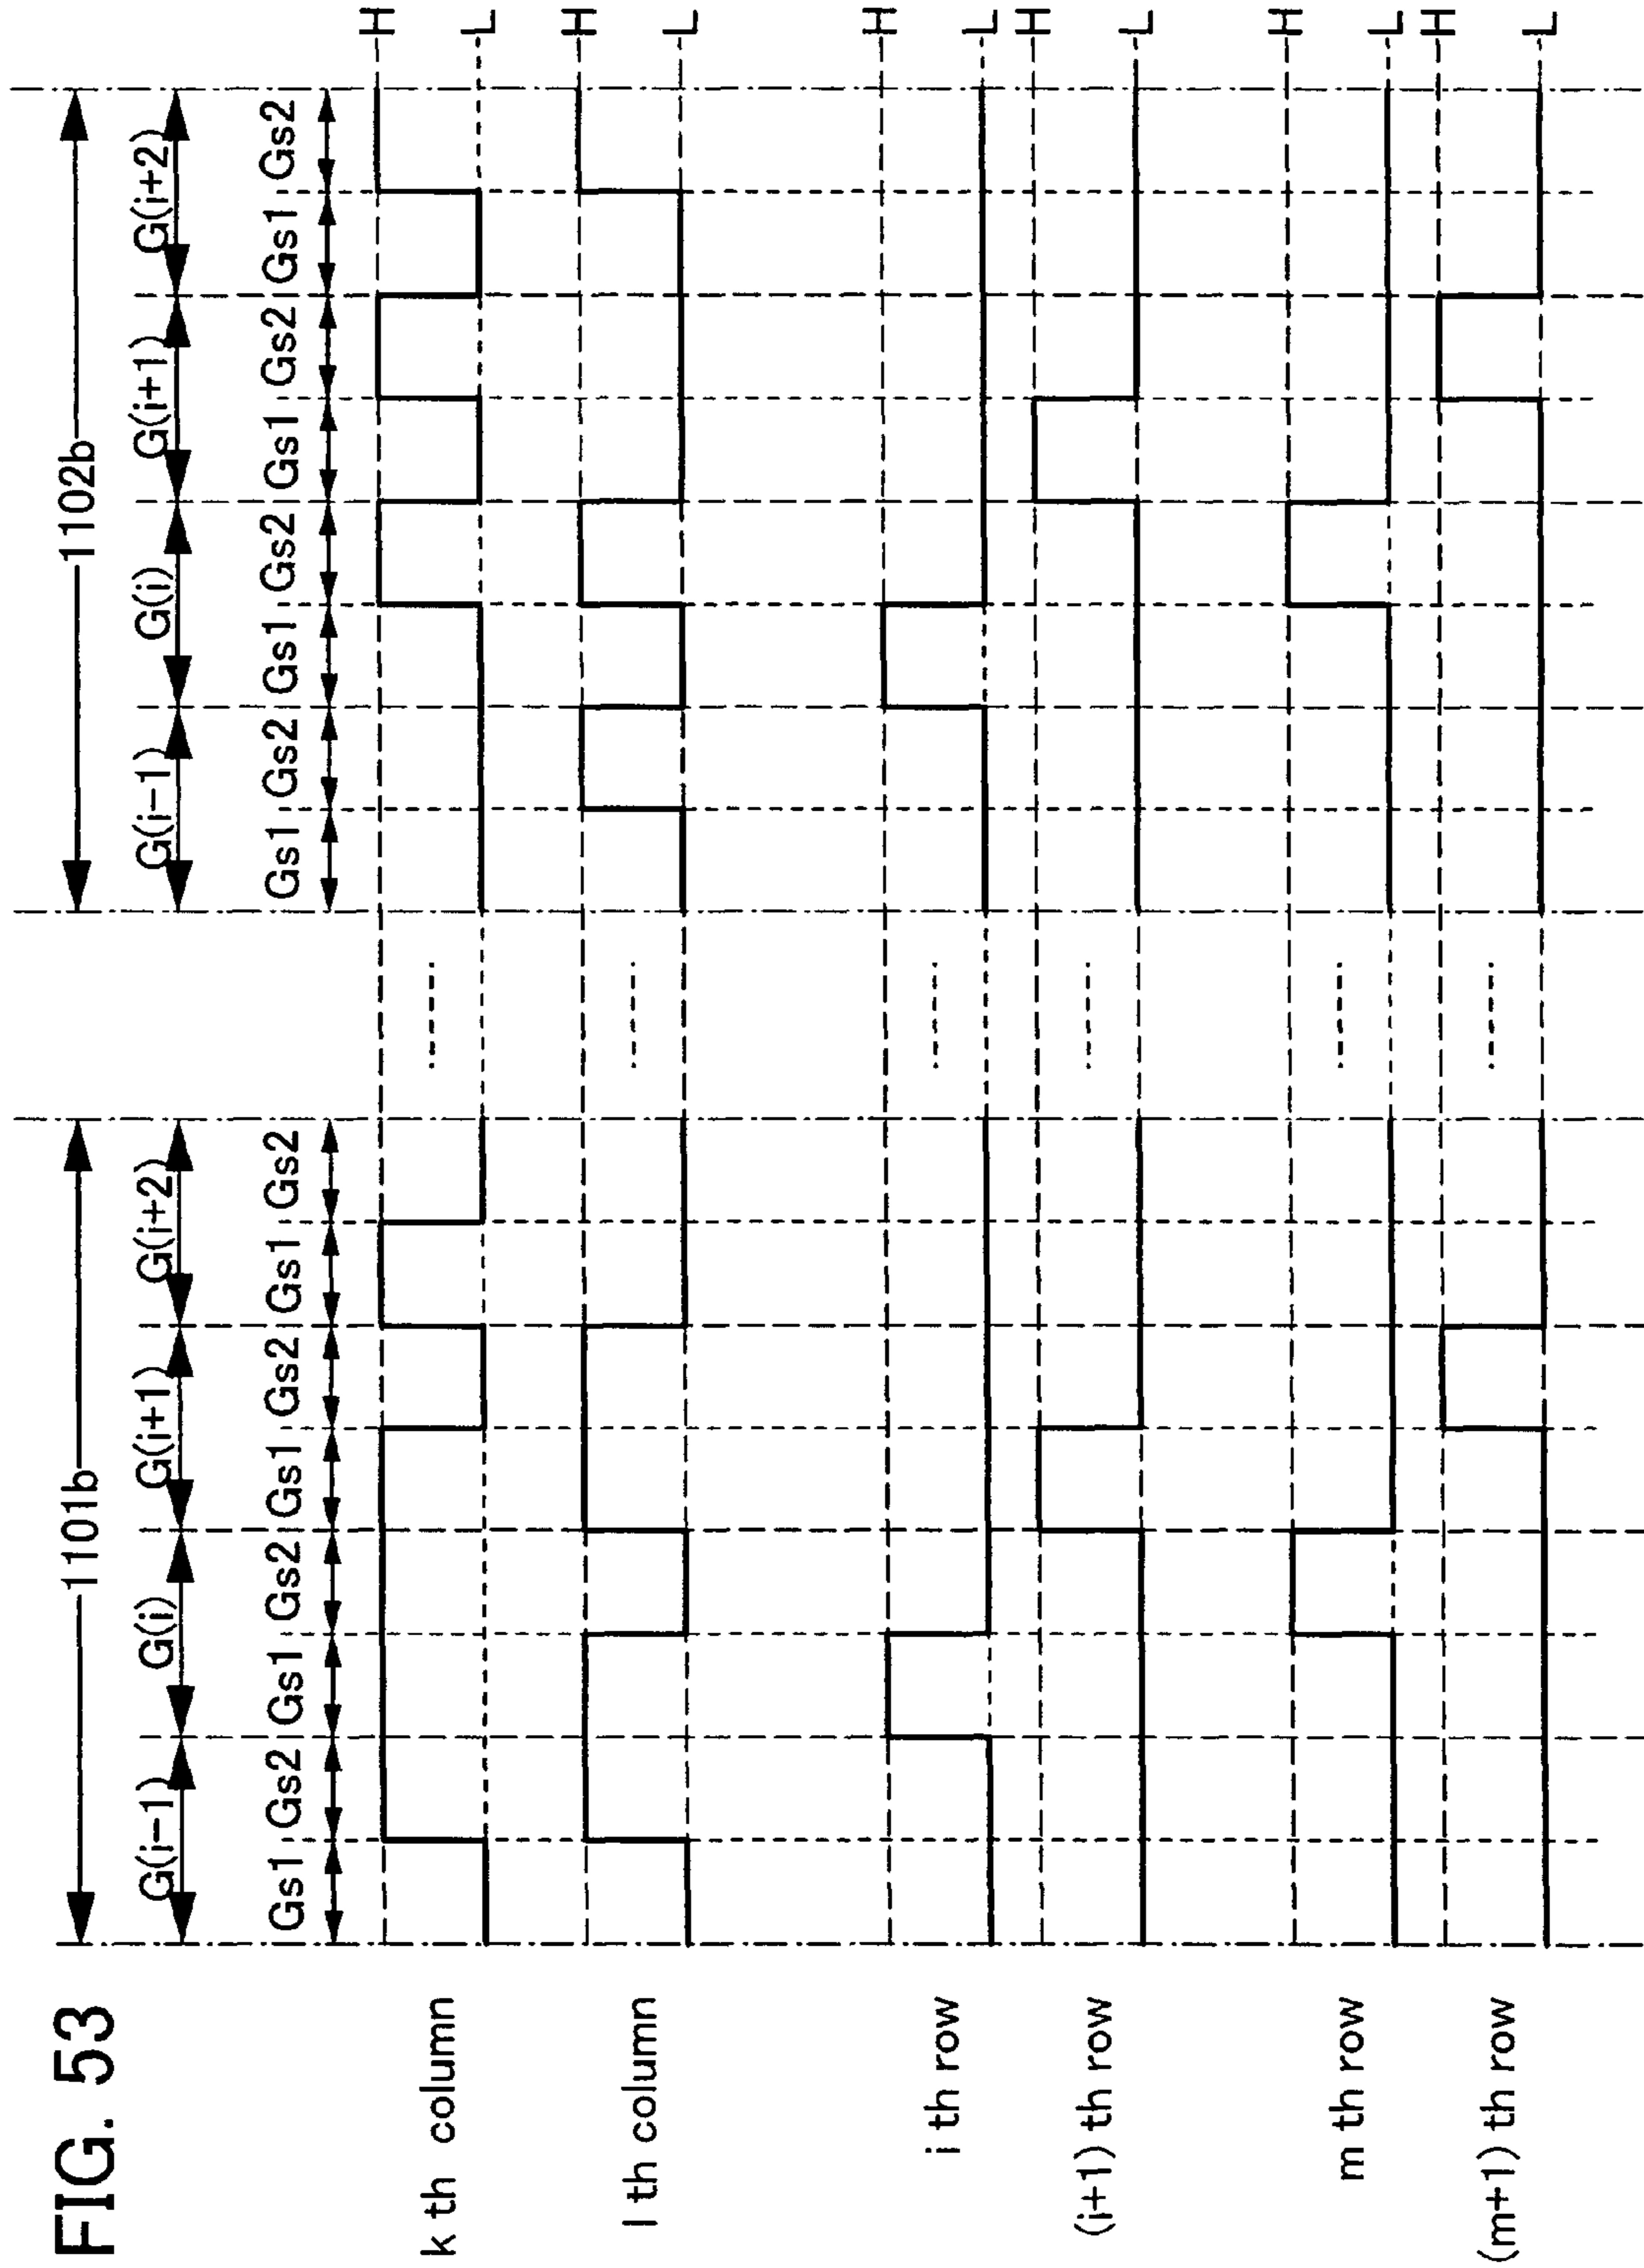 FIG. 53
1101b 1102b
G(i-1) G(i) G(i+1) G(i+2) G(i-1) G(i) G(i+1) G(i+2)
Gs1 Gs2 Gs1 Gs2 Gs1 Gs2 Gs1 Gs2 Gs1 Gs2 Gs1 Gs2 Gs1 Gs2 Gs1 Gs2
k th column H
L
l th column H
L
i th row H
L
(i+1) th row H
L
m th row H
L
(m+1) th row H
L